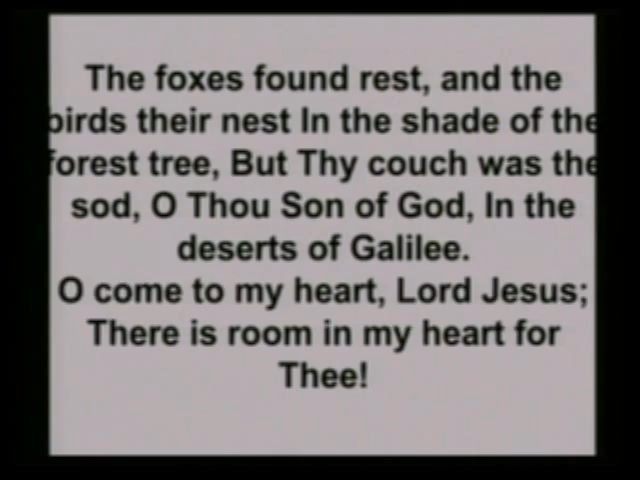 The foxes found rest, and the
birds their nest In the shade of the
forest tree, But Thy couch was the
sod, O Thou Son of God, In the
deserts of Galilee.
O come to my heart, Lord Jesus;
There is room in my heart for
Thee!